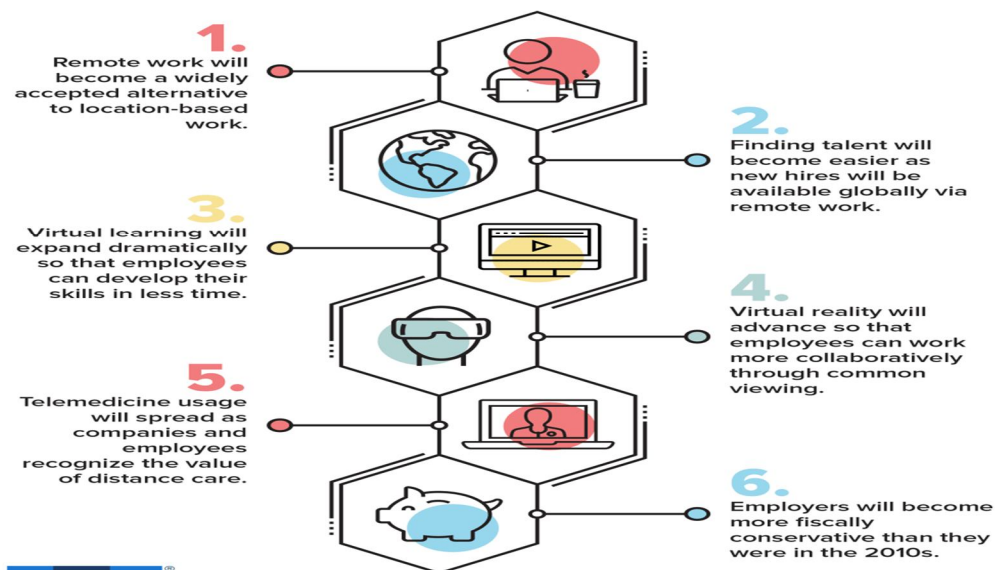 1.
Remote work will
become a widely
accepted alternative
to location-based
work.
2.
Finding talent will
become easier as
new hires will be
available globally via
remote work.
3.
Virtual learning will
expand dramatically
so that employees
can develop their
skills in less time.
4.
Virtual reality will
advance so that
employees can work
more collaboratively
through common
viewing.
5.
Telemedicine usage
will spread as
companies and
employees
recognize the value
of distance care.
6.
Employers will become
more fiscally
conservative than they
were in the 2010s.
$
®